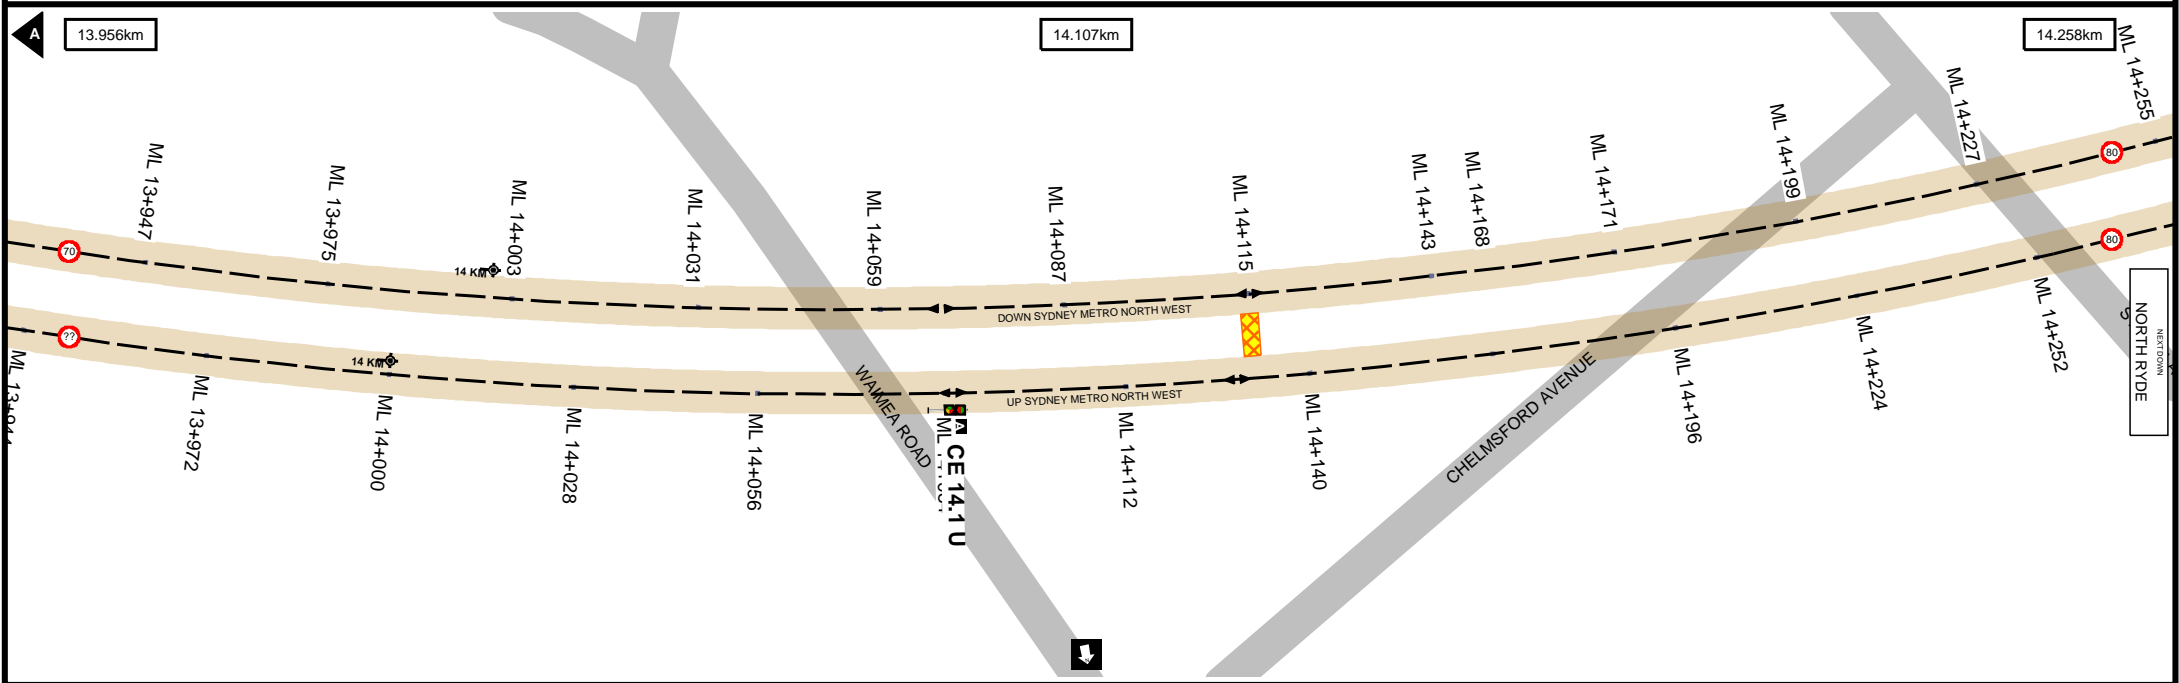 A
13.956km
14.107km
14.258km
ML 13+947
ML 13+975
ML 14+003
ML 14+031
ML 14+059
ML 14+087
ML 14+115
ML 14+143
ML 14+168
ML 14+171
ML 14+199
ML 14+227
ML 14+255
70
14 KM
80
DOWN SYDNEY METRO NORTH WEST
??
14 KM
80
UP SYDNEY METRO NORTH WEST
ML 13+944
ML 13+972
ML 14+000
ML 14+028
ML 14+056
WAIMEA ROAD
A
CE 14.1 U
ML
ML 14+112
ML 14+140
CHELMSFORD AVENUE
ML 14+196
ML 14+224
ML 14+252
NEXT DOWN
NORTH RYDE